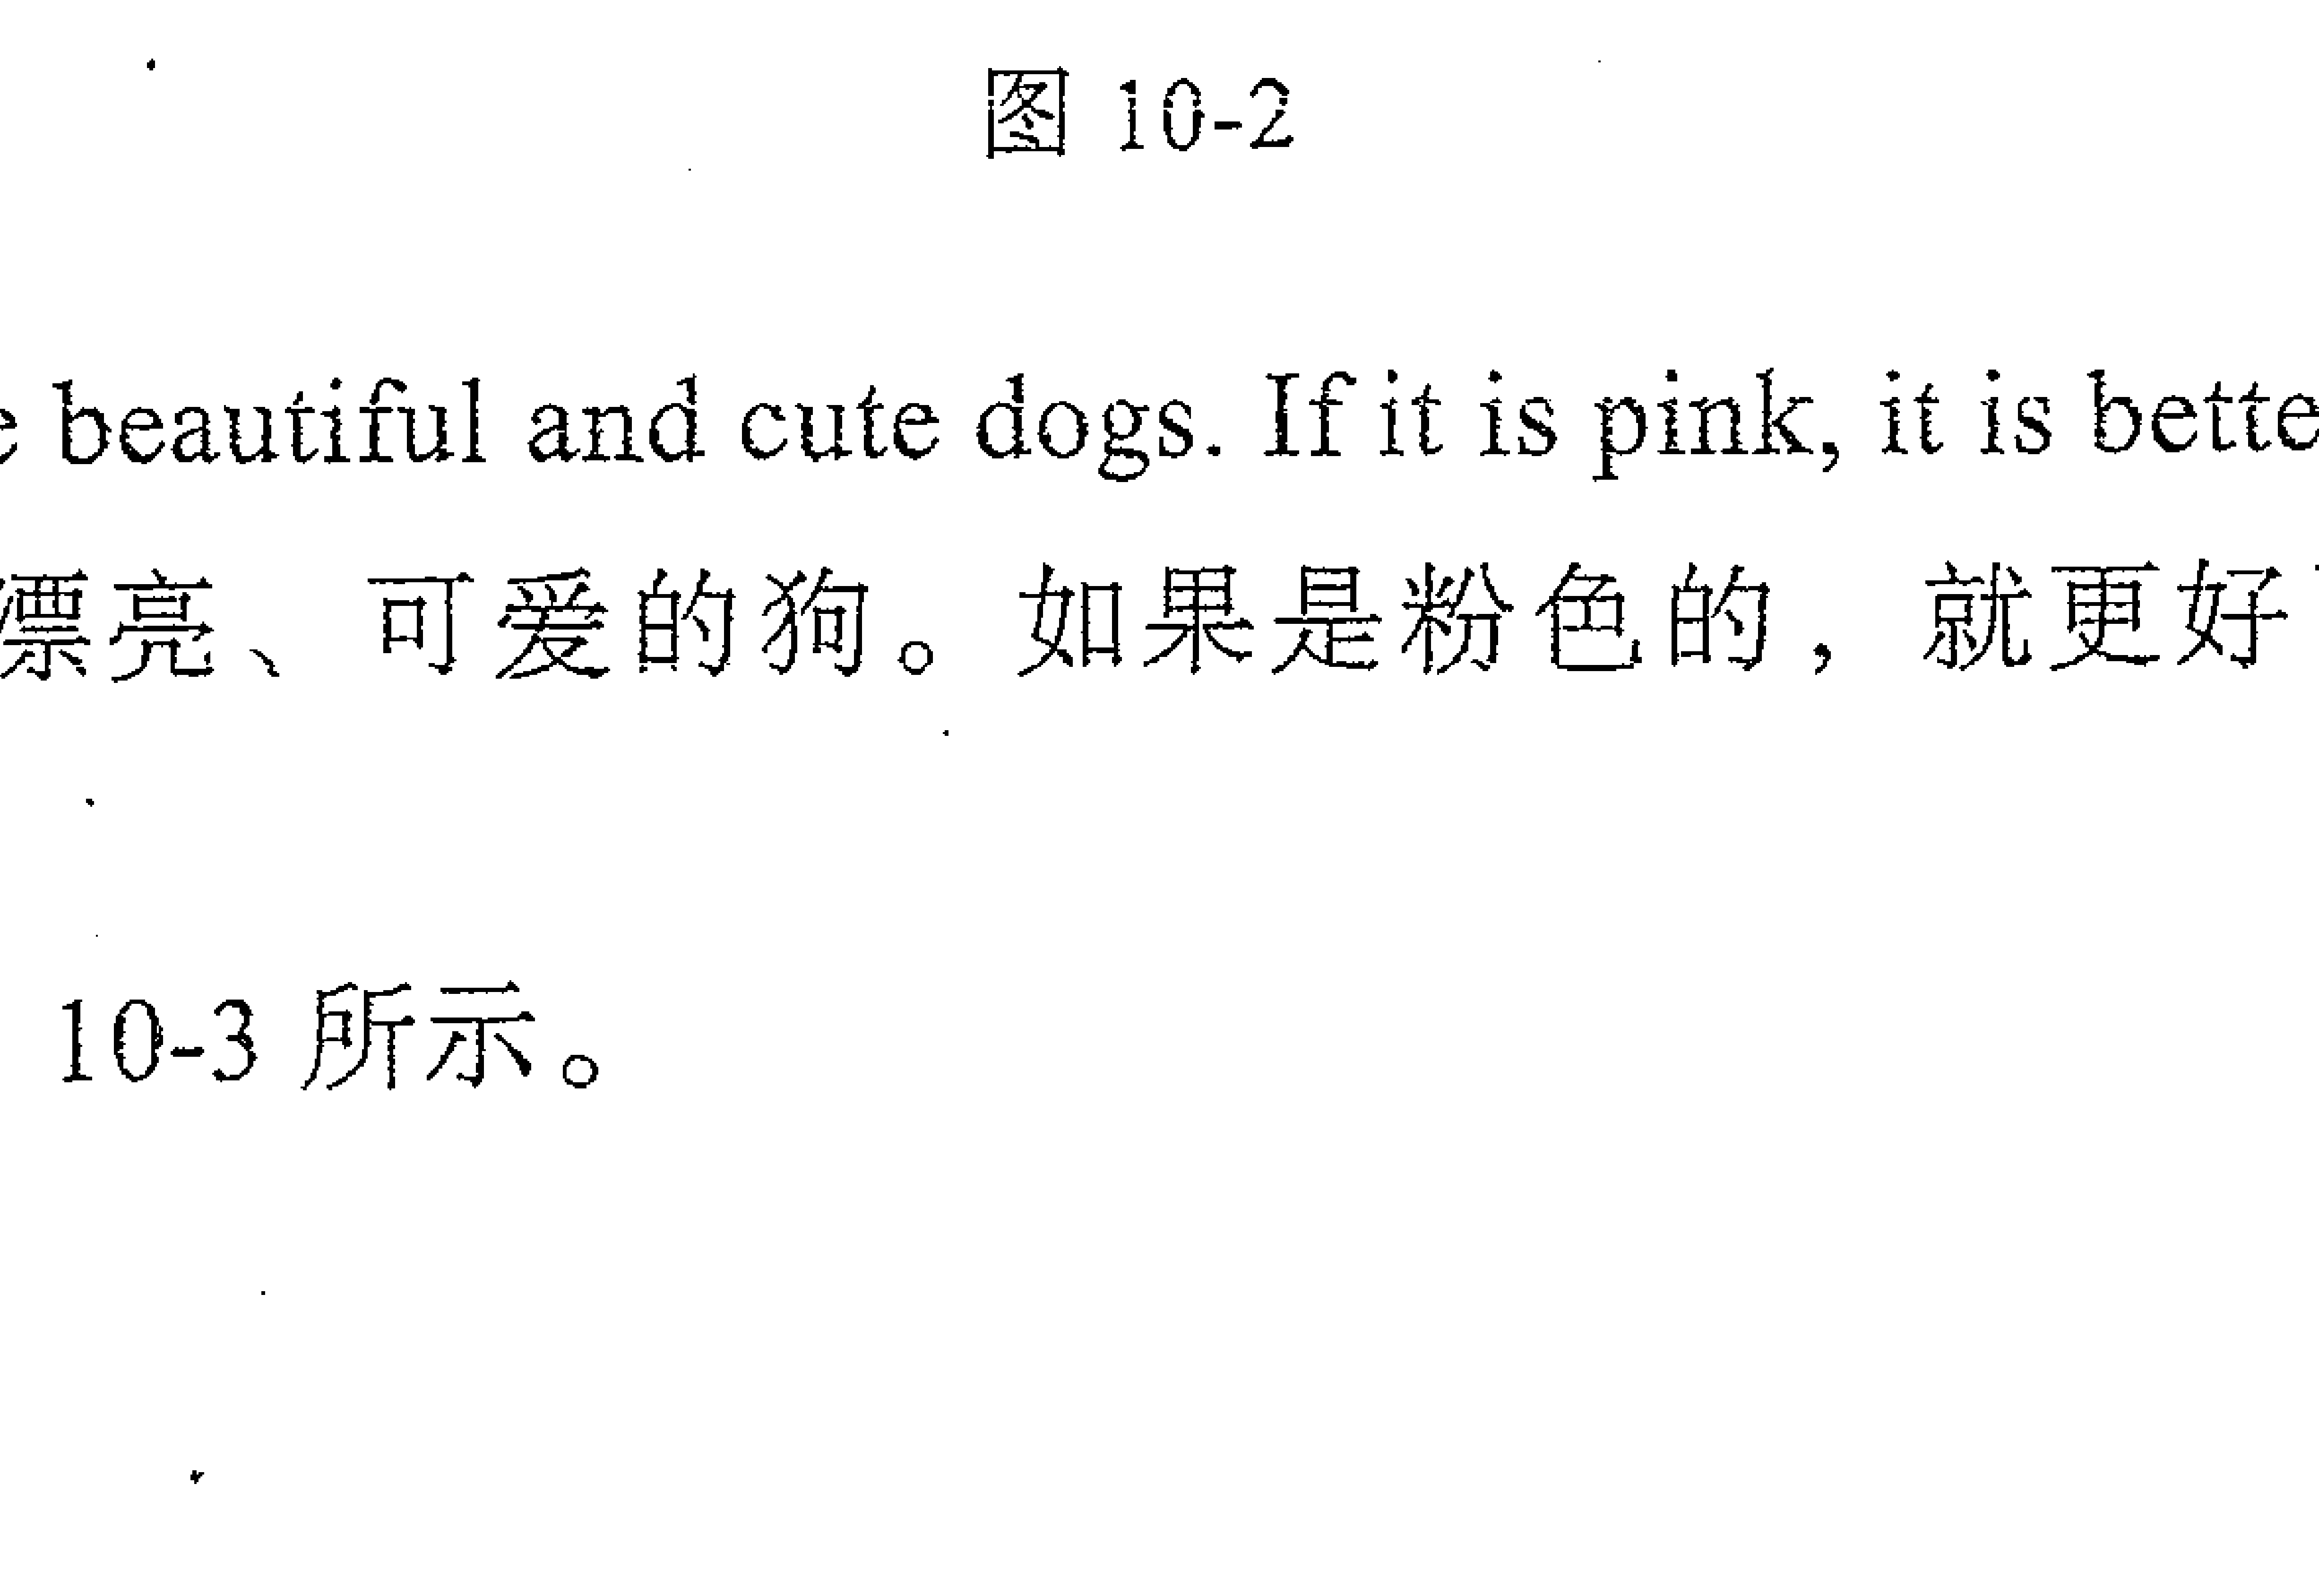 图 10-2
beautiful and cute dogs. If it is pink, it is bette
漂亮、可爱的狗。如果是粉色的，就更好
10-3 所示。